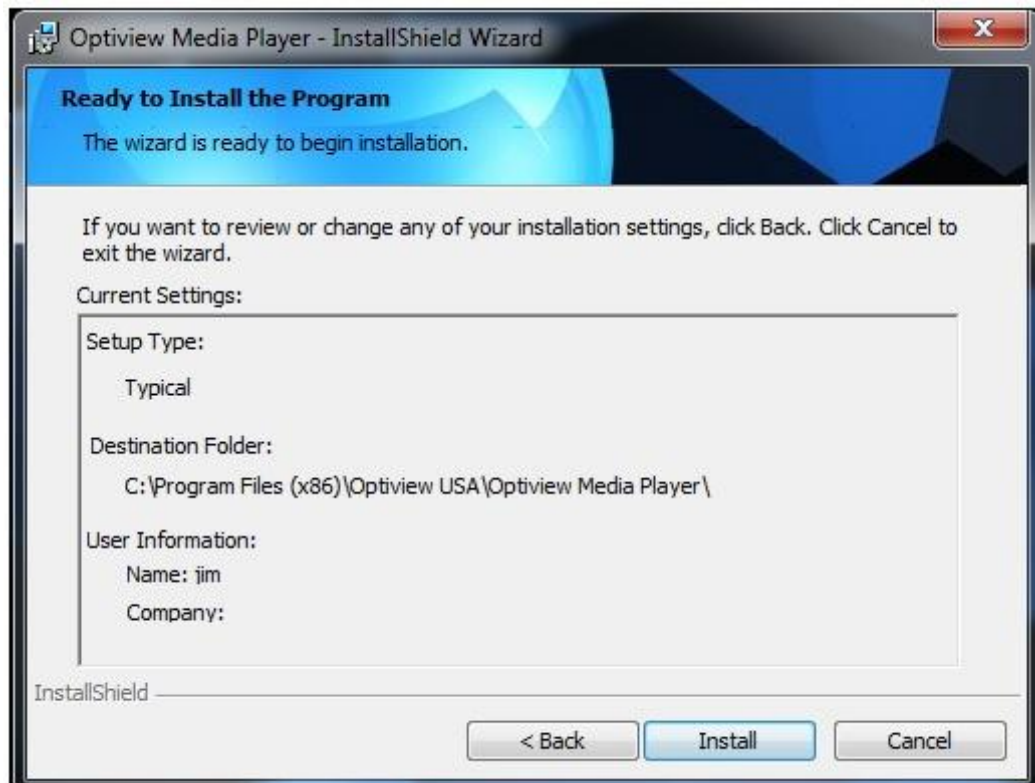 Optiview Media Player - InstallShield Wizard
Ready to Install the Program
The wizard is ready to begin installation.
If you want to review or change any of your installation settings, click Back. Click Cancel to
exit the wizard.
Current Settings:
Setup Type:
Typical
Destination Folder:
C:\Program Files (x86)\Optiview USA\Optiview Media Player\
User Information:
Name: jim
Company:
InstallShield
< Back
Install
Cancel